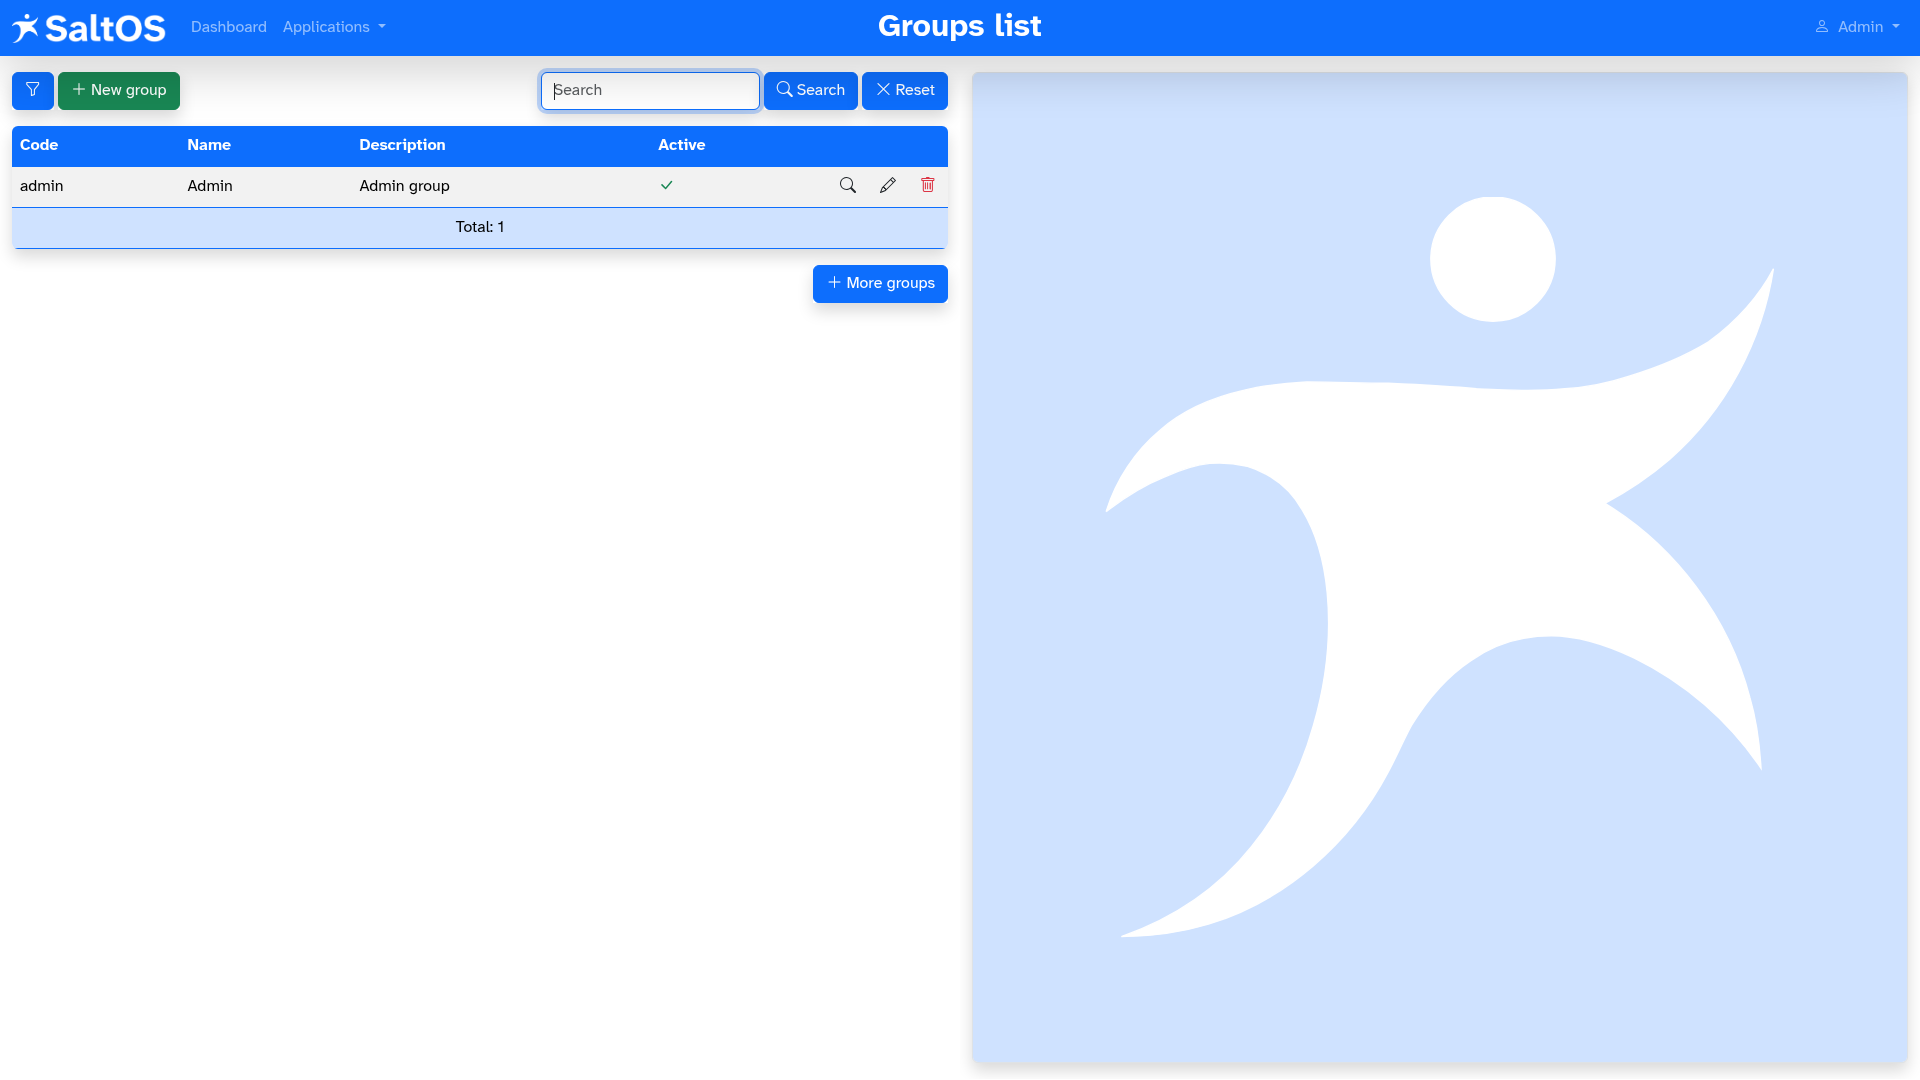 SaltOS Dashboard Applications Groups list Admin
New group Search Search Reset
Code Name Description Active
admin Admin Admin group
Total: 1
More groups